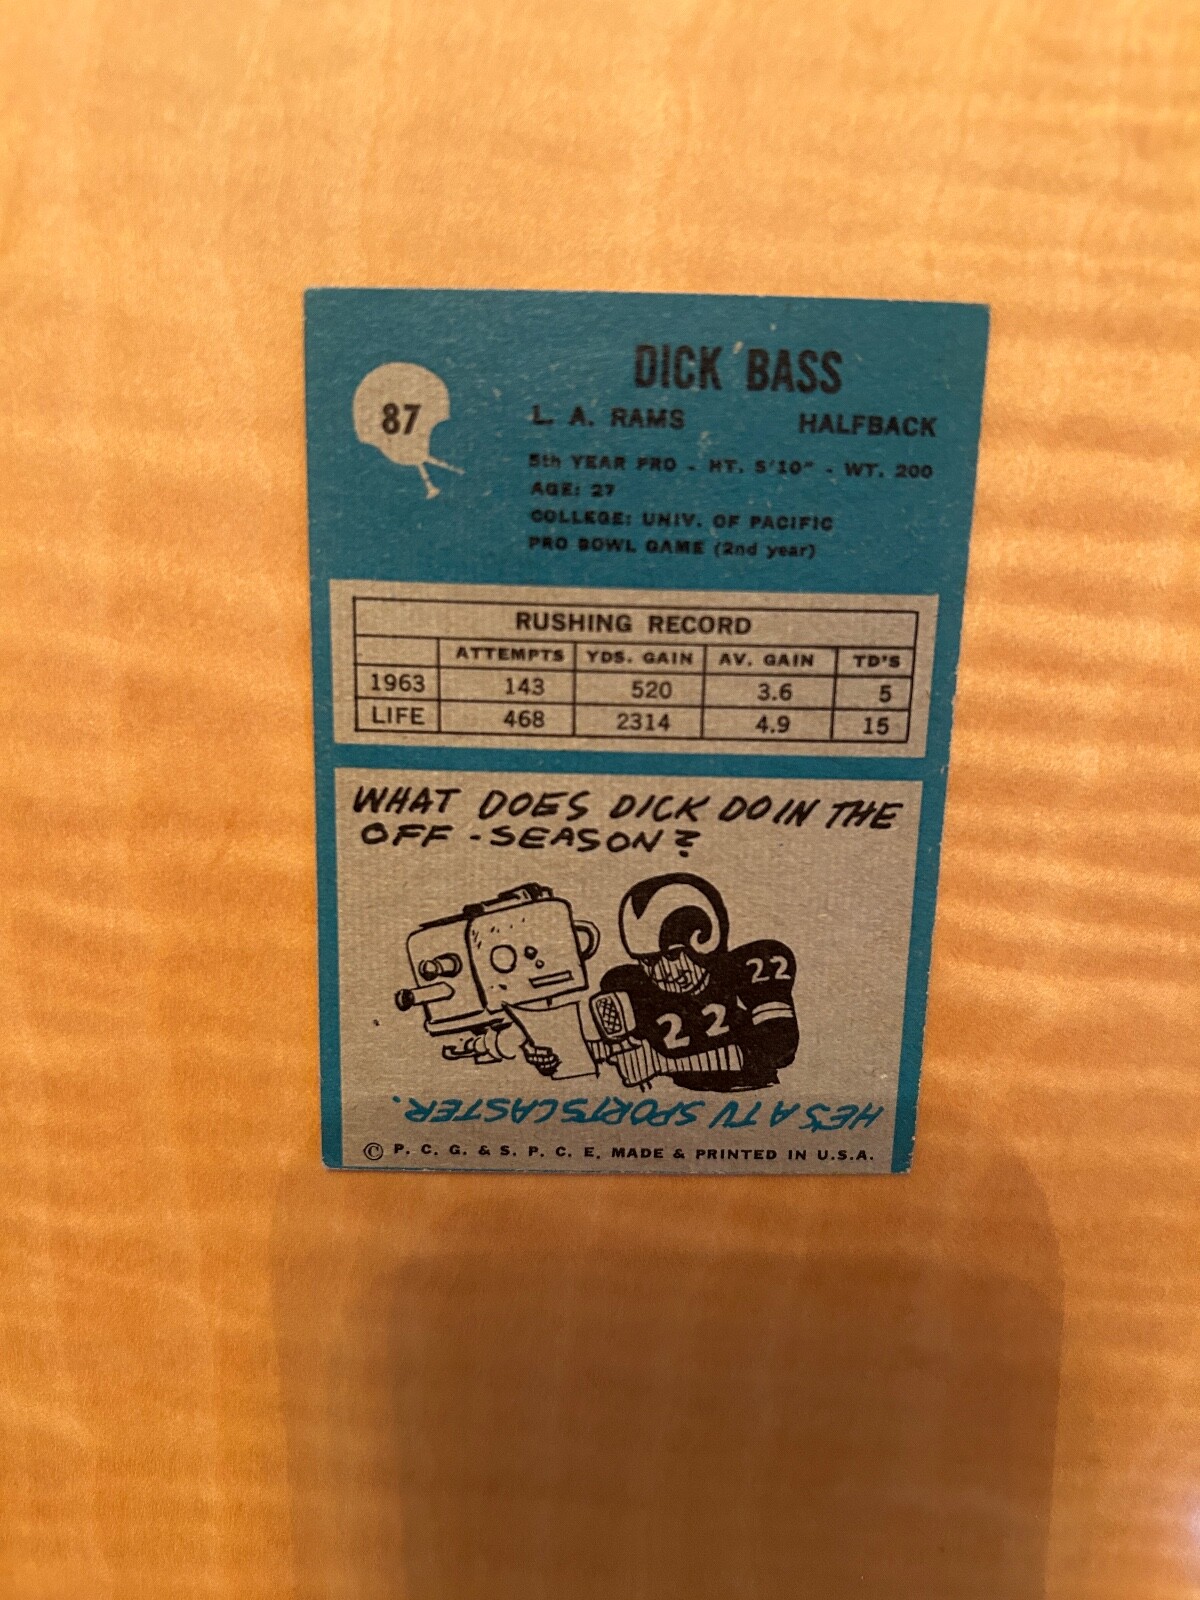 DICK BASS
87
L. A. RAMS HALFBACK
5th YEAR PRO - HT. 5'10" - WT. 200
AGE: 27
COLLEGE: UNIV. OF PACIFIC
PRO BOWL GAME (2nd year)
RUSHING RECORD
ATTEMPTS YDS. GAIN AV. GAIN TD'S
1963 143 520 3.6 5
LIFE 468 2314 4.9 15
WHAT DOES DICK DO IN THE
OFF-SEASON?
22
22
HE'S A TV SPORTSCASTER.
© P. C. G. & S. P. C. E. MADE & PRINTED IN U.S.A.